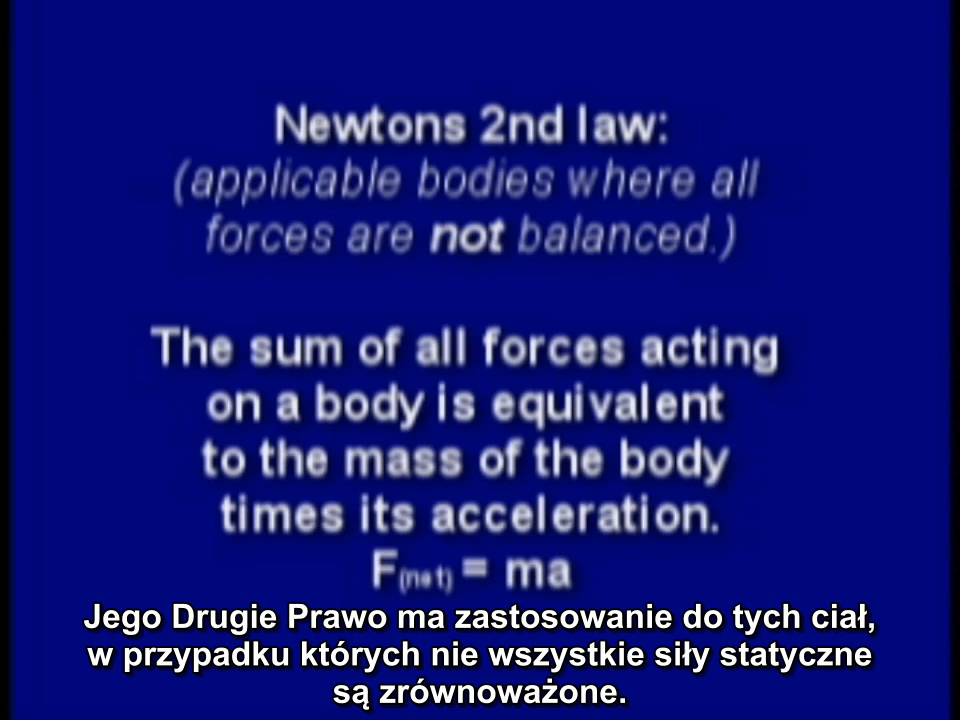 Newtons 2nd law:
(applicable bodies where all
forces are not balanced.)
The sum of all forces acting
on a body is equivalent
to the mass of the body
times its acceleration.
F(net) = ma
Jego Drugie Prawo ma zastosowanie do tych ciał,
w przypadku których nie wszystkie siły statyczne
są zrównoważone.